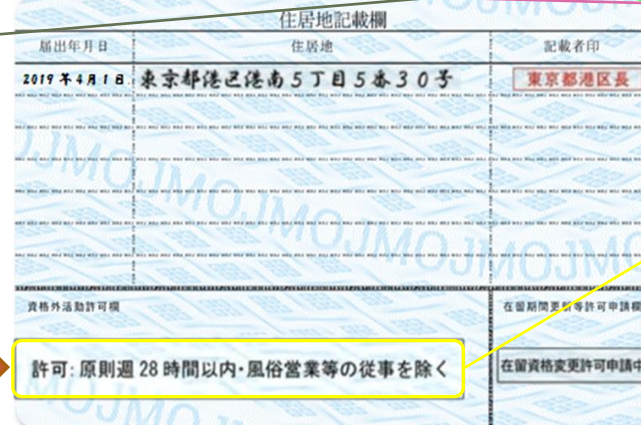 住居地記載欄
届出年月日 住居地 記載者印
2019年4月1日 東京都港区港南5丁目5番30号 東京都港区長
資格外活動許可欄 在留期間更新等許可申請欄
許可: 原則週28時間以内・風俗営業等の従事を除く 在留資格変更許可申請中
MOJMOJMOJMOJMOJ